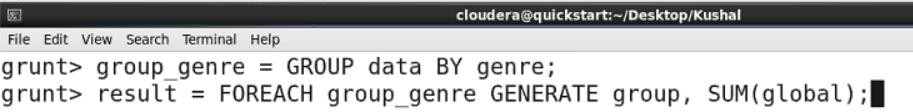 cloudera@quickstart:~/Desktop/Kushal
File Edit View Search Terminal Help
grunt> group_genre = GROUP data BY genre;
grunt> result = FOREACH group_genre GENERATE group, SUM(global);